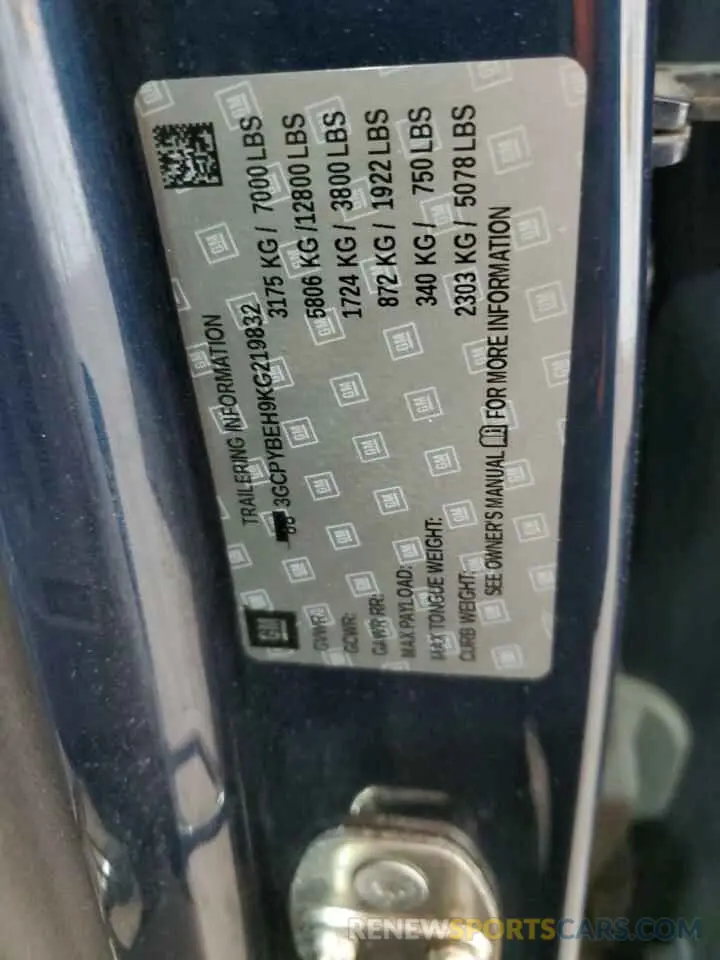 TRAILERING INFORMATION
3GCPYBEH9KG219832
GM
GVWR: 3175 KG / 7000 LBS
GCWR: 5806 KG /12800 LBS
GAWR RR: 1724 KG / 3800 LBS
MAX PAYLOAD: 872 KG / 1922 LBS
MAX TONGUE WEIGHT: 340 KG / 750 LBS
CURB WEIGHT: 2303 KG / 5078 LBS
SEE OWNER'S MANUAL FOR MORE INFORMATION
RENEWSPORTSCARS.COM